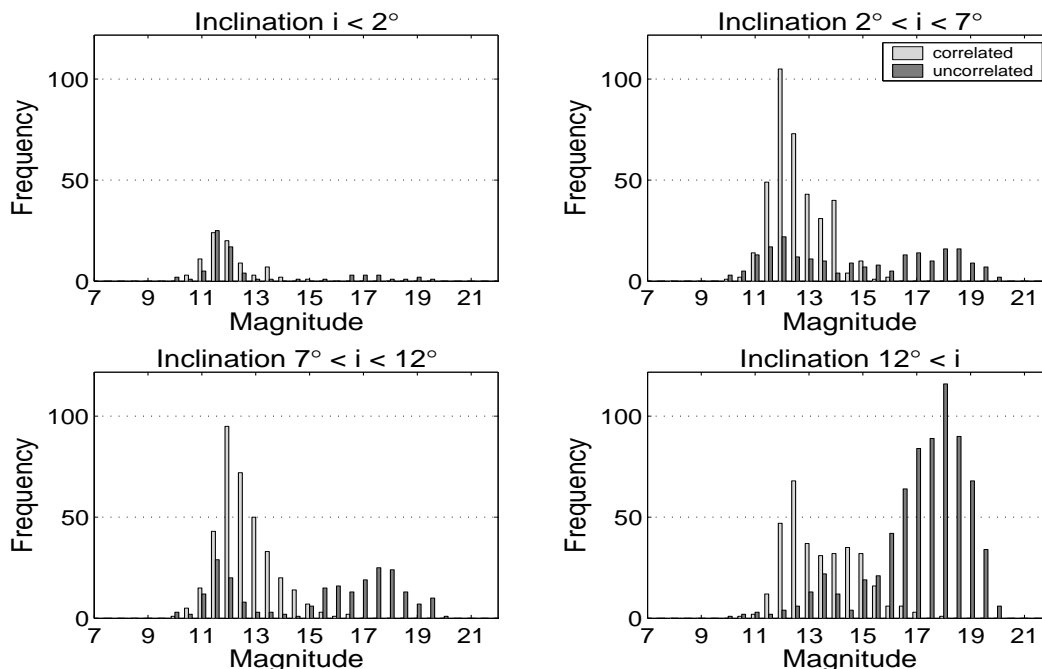 Inclination i < 2°
Frequency
100
50
0
7 9 11 13 15 17 19 21
Magnitude
Inclination 2° < i < 7°
correlated
uncorrelated
Frequency
100
50
0
7 9 11 13 15 17 19 21
Magnitude
Inclination 7° < i < 12°
Frequency
100
50
0
7 9 11 13 15 17 19 21
Magnitude
Inclination 12° < i
Frequency
100
50
0
7 9 11 13 15 17 19 21
Magnitude